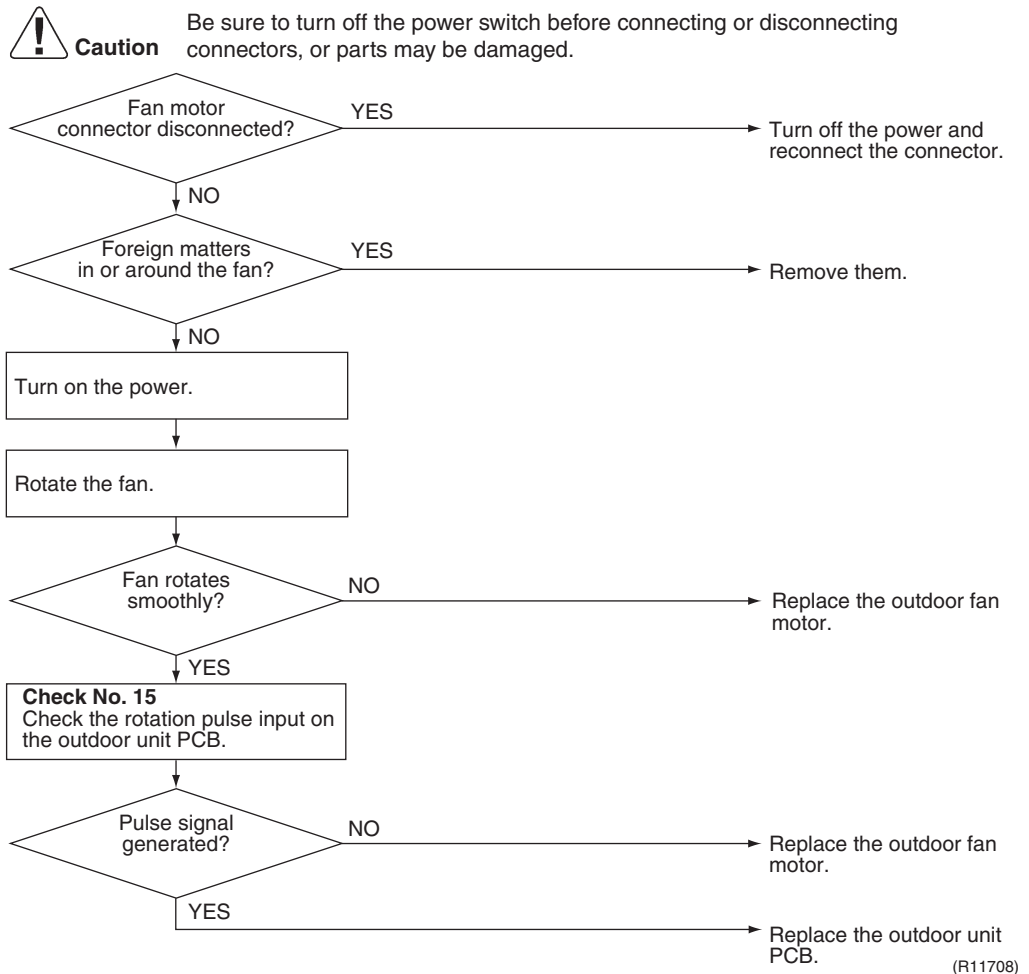 Caution
Be sure to turn off the power switch before connecting or disconnecting
connectors, or parts may be damaged.
Fan motor
connector disconnected?
YES
Turn off the power and
reconnect the connector.
NO
Foreign matters
in or around the fan?
YES
Remove them.
NO
Turn on the power.
Rotate the fan.
Fan rotates
smoothly?
NO
Replace the outdoor fan
motor.
YES
Check No. 15
Check the rotation pulse input on
the outdoor unit PCB.
Pulse signal
generated?
NO
Replace the outdoor fan
motor.
YES
Replace the outdoor unit
PCB.
(R11708)